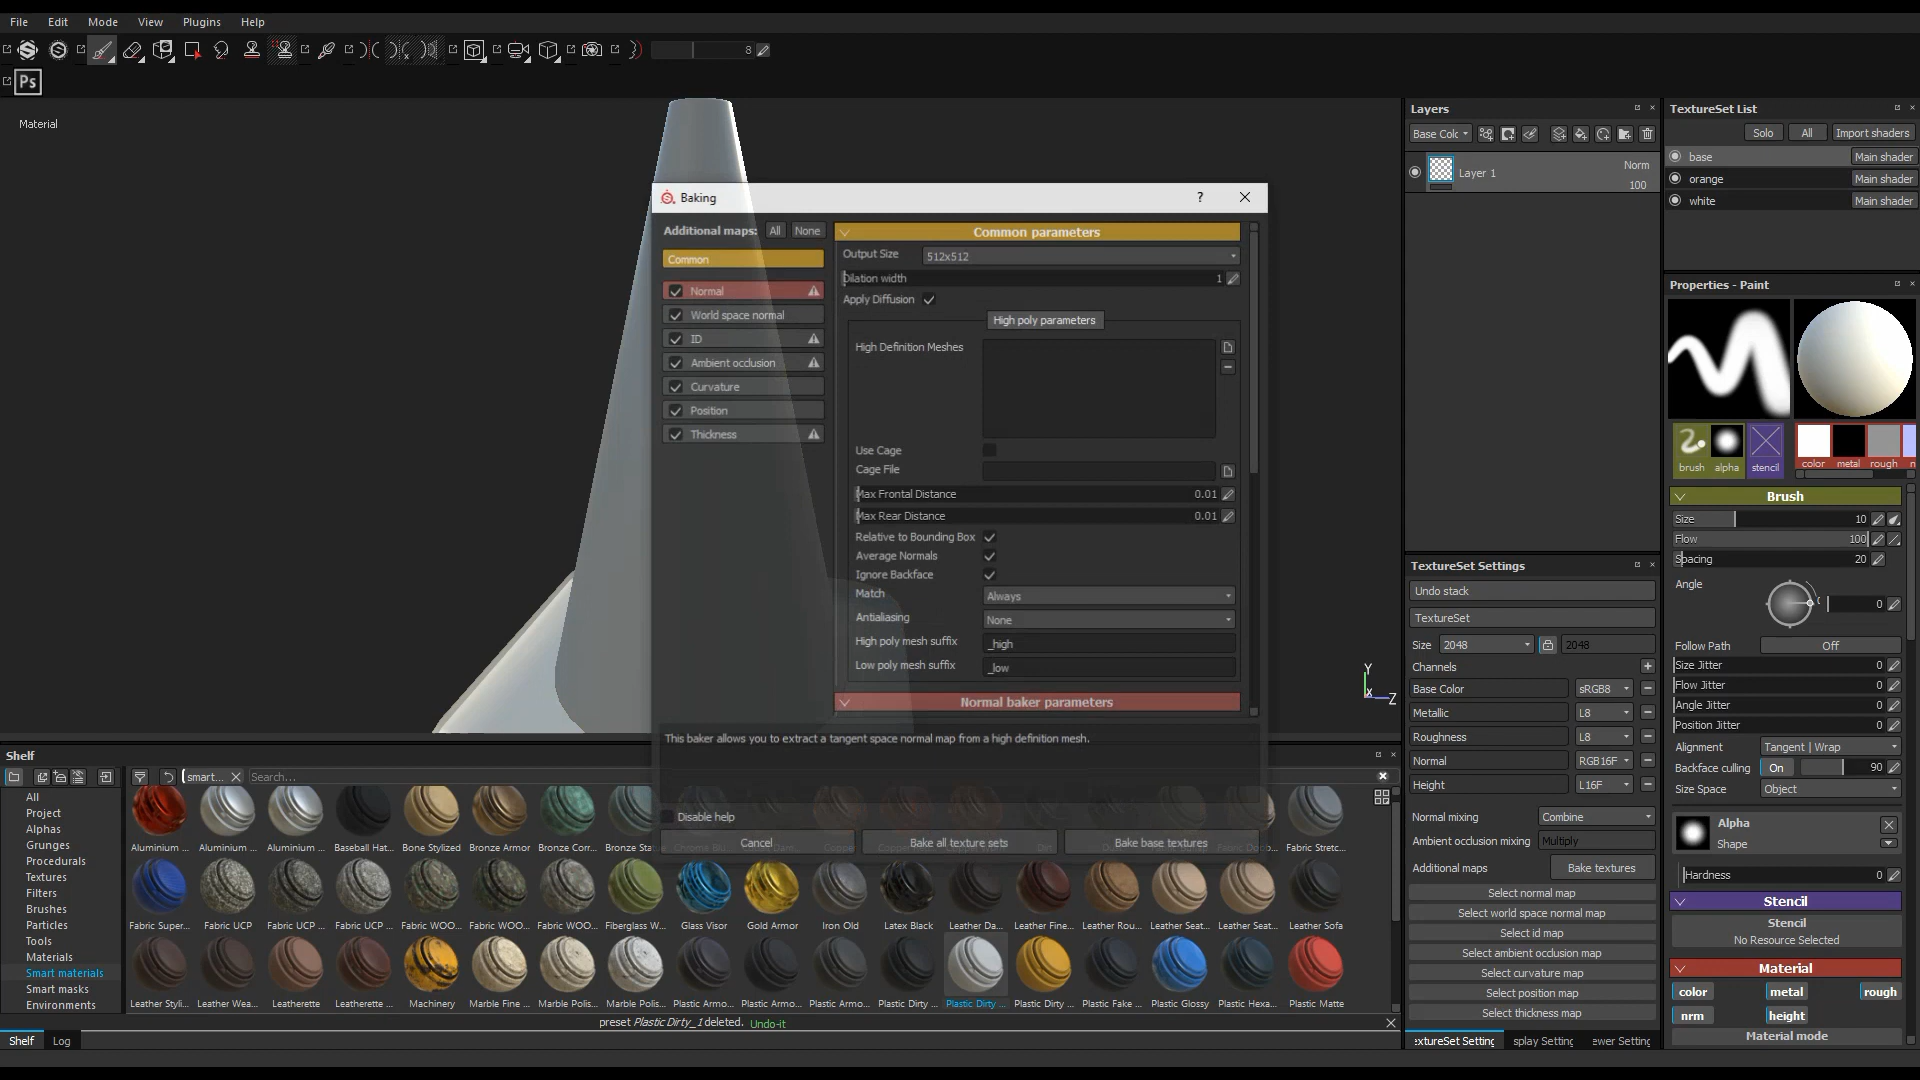 File Edit Mode View Plugins Help
8
Ps
Material
Baking ?
Additional maps: All None
Common
Normal
World space normal
ID
Ambient occlusion
Curvature
Position
Thickness
Common parameters
Output Size 512x512
Dilation width 1
Apply Diffusion
High poly parameters
High Definition Meshes
Use Cage
Cage File
Max Frontal Distance 0.01
Max Rear Distance 0.01
Relative to Bounding Box
Average Normals
Ignore Backface
Match Always
Antialiasing None
High poly mesh suffix _high
Low poly mesh suffix _low
Normal baker parameters
This baker allows you to extract a tangent space normal map from a high definition mesh.
Disable help
Cancel Bake all texture sets Bake base textures
Y
X Z
Layers
Base Colc
Layer 1 Norm
100
TextureSet List
Solo All Import shaders
base Main shader
orange Main shader
white Main shader
TextureSet Settings
Undo stack
TextureSet
Size 2048 2048
Channels
Base Color sRGB8
Metallic L8
Roughness L8
Normal RGB16F
Height L16F
Normal mixing Combine
Ambient occlusion mixing Multiply
Additional maps Bake textures
Select normal map
Select world space normal map
Select id map
Select ambient occlusion map
Select curvature map
Select position map
Select thickness map
extureSet Setting splay Setting ewer Setting
Properties - Paint
brush alpha stencil color metal rough n
Brush
Size 10
Flow 100
Spacing 20
Angle 0
Follow Path Off
Size Jitter 0
Flow Jitter 0
Angle Jitter 0
Position Jitter 0
Alignment Tangent | Wrap
Backface culling On 90
Size Space Object
Alpha
Shape
Hardness 0
Stencil
Stencil
No Resource Selected
Material
color metal rough
nrm height
Material mode
Shelf
smart... Search...
All
Project
Alphas
Grunges
Procedurals
Textures
Filters
Brushes
Particles
Tools
Materials
Smart materials
Smart masks
Environments
Aluminium ... Aluminium ... Aluminium ... Baseball Hat... Bone Stylized Bronze Armor Bronze Corr... Bronze Statu Fabric Stretc...
Fabric Super... Fabric UCP Fabric UCP ... Fabric UCP ... Fabric WOO... Fabric WOO... Fabric WOO... Fiberglass W... Glass Visor Gold Armor Iron Old Latex Black Leather Da... Leather Fine... Leather Rou... Leather Seat... Leather Seat... Leather Sofa
Leather Styli... Leather Wea... Leatherette Leatherette ... Machinery Marble Fine ... Marble Polis... Marble Polis... Plastic Armo... Plastic Armo... Plastic Armo... Plastic Dirty ... Plastic Dirty ... Plastic Dirty ... Plastic Fake ... Plastic Glossy Plastic Hexa... Plastic Matte
preset Plastic Dirty_1 deleted. Undo-it
Shelf Log